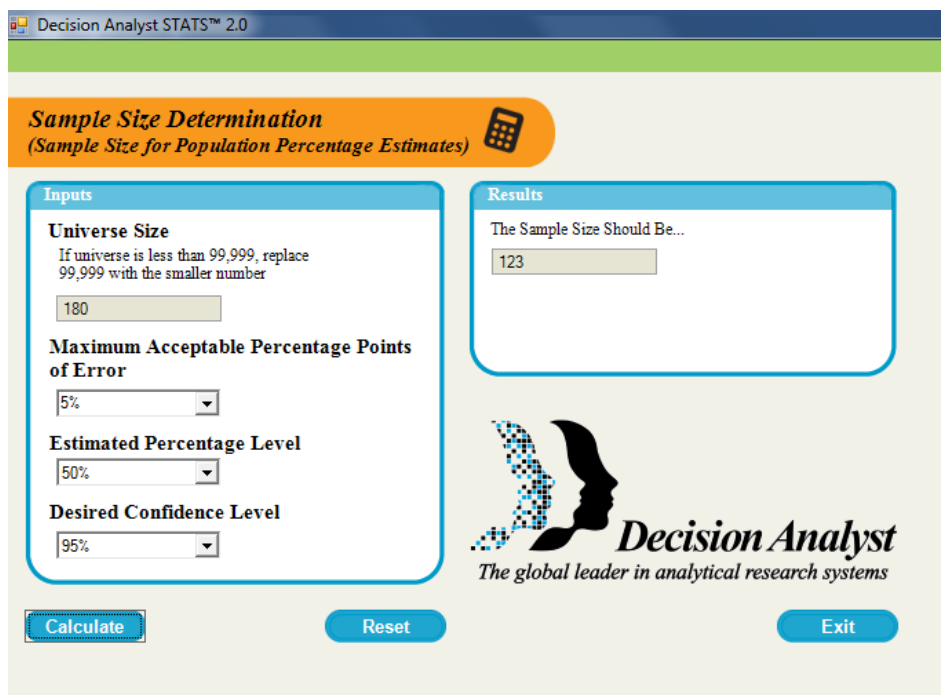 Decision Analyst STATS™ 2.0
Sample Size Determination
(Sample Size for Population Percentage Estimates)
Inputs
Universe Size
If universe is less than 99,999, replace
99,999 with the smaller number
180
Maximum Acceptable Percentage Points
of Error
5%
Estimated Percentage Level
50%
Desired Confidence Level
95%
Results
The Sample Size Should Be...
123
Decision Analyst
The global leader in analytical research systems
Calculate
Reset
Exit